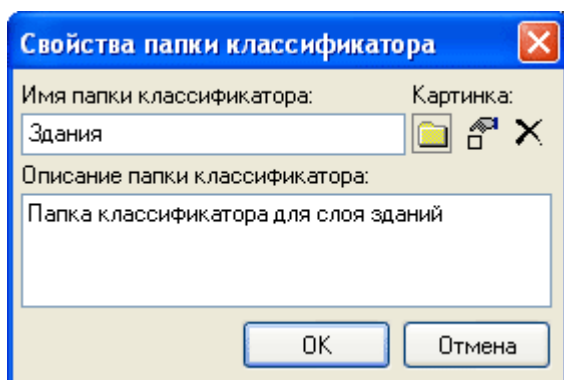 Свойства папки классификатора
Имя папки классификатора: Картинка:
Здания
Описание папки классификатора:
Папка классификатора для слоя зданий
OK Отмена